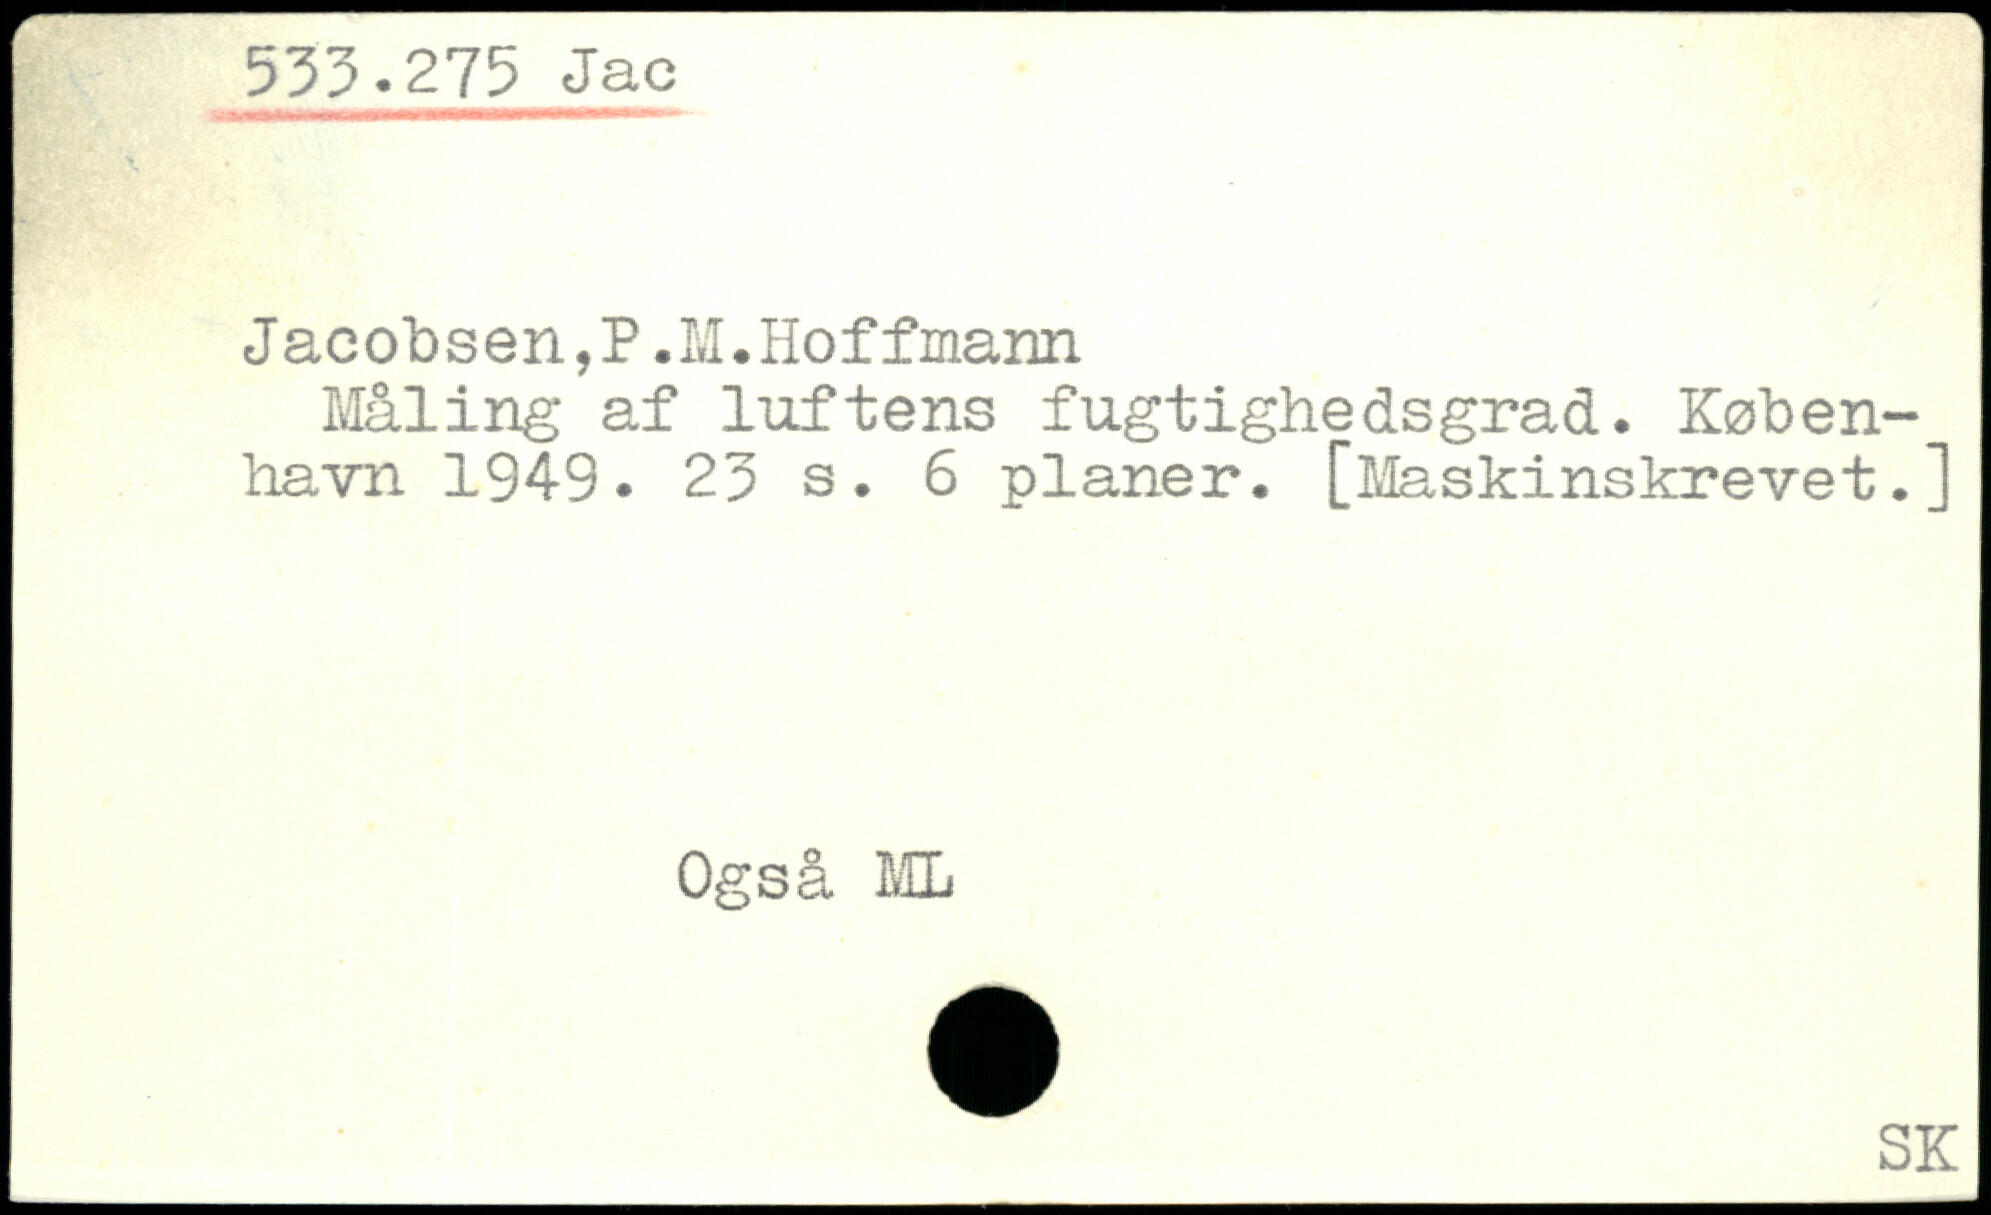 533.275 Jac
Jacobsen,P.M.Hoffmann
Måling af luftens fugtighedsgrad. Køben-
havn 1949. 23 s. 6 planer. [Maskinskrevet.]
Også ML
SK